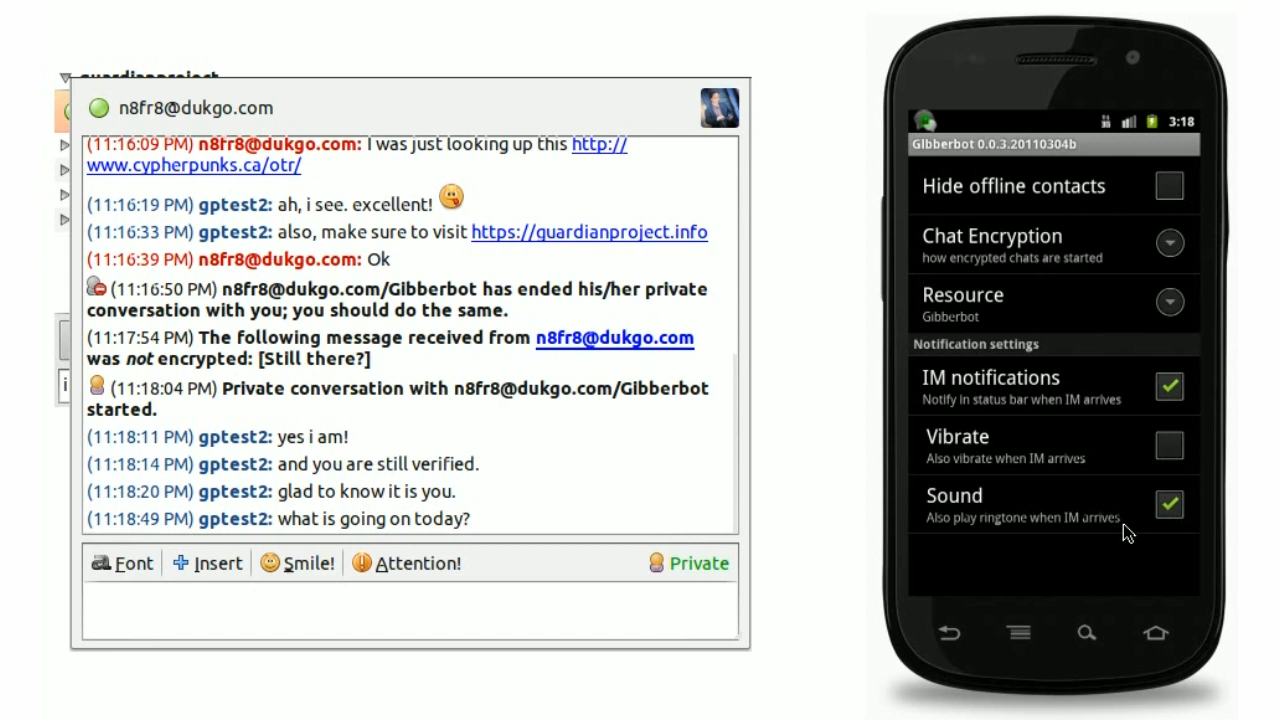 guardianproject
n8fr8@dukgo.com
(11:16:09 PM) n8fr8@dukgo.com: I was just looking up this http://
www.cypherpunks.ca/otr/
(11:16:19 PM) gptest2: ah, i see. excellent!
(11:16:33 PM) gptest2: also, make sure to visit https://guardianproject.info
(11:16:39 PM) n8fr8@dukgo.com: Ok
(11:16:50 PM) n8fr8@dukgo.com/Gibberbot has ended his/her private
conversation with you; you should do the same.
(11:17:54 PM) The following message received from n8fr8@dukgo.com
was not encrypted: [Still there?]
(11:18:04 PM) Private conversation with n8fr8@dukgo.com/Gibberbot
started.
(11:18:11 PM) gptest2: yes i am!
(11:18:14 PM) gptest2: and you are still verified.
(11:18:20 PM) gptest2: glad to know it is you.
(11:18:49 PM) gptest2: what is going on today?
Font Insert Smile! Attention! Private
3:18
Gibberbot 0.0.3.20110304b
Hide offline contacts
Chat Encryption
how encrypted chats are started
Resource
Gibberbot
Notification settings
IM notifications
Notify in status bar when IM arrives
Vibrate
Also vibrate when IM arrives
Sound
Also play ringtone when IM arrives